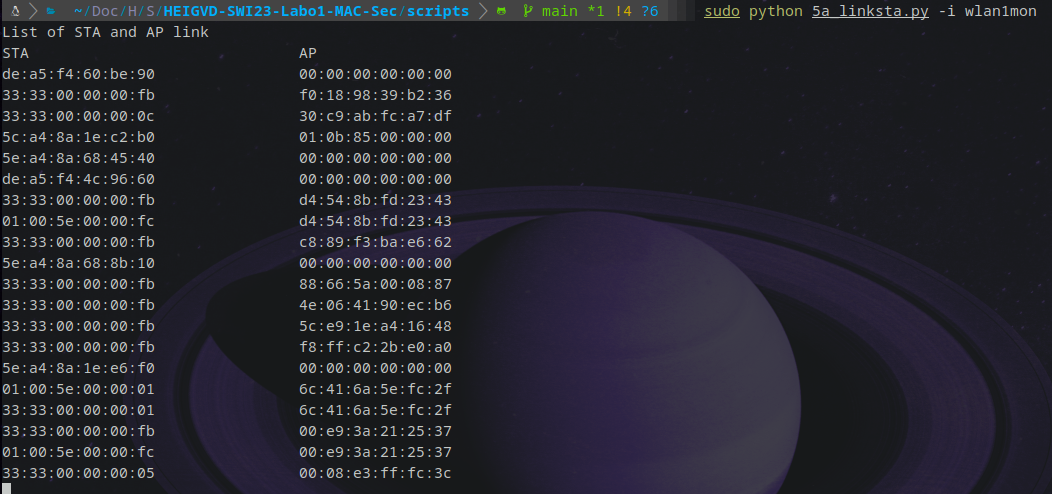 ~/Doc/H/S/HEIGVD-SWI23-Labo1-MAC-Sec/scripts main *1 !4 ?6 sudo python 5a_linksta.py -i wlan1mon
List of STA and AP link
STA AP
de:a5:f4:60:be:90 00:00:00:00:00:00
33:33:00:00:00:fb f0:18:98:39:b2:36
33:33:00:00:00:0c 30:c9:ab:fc:a7:df
5c:a4:8a:1e:c2:b0 01:0b:85:00:00:00
5e:a4:8a:68:45:40 00:00:00:00:00:00
de:a5:f4:4c:96:60 00:00:00:00:00:00
33:33:00:00:00:fb d4:54:8b:fd:23:43
01:00:5e:00:00:fc d4:54:8b:fd:23:43
33:33:00:00:00:fb c8:89:f3:ba:e6:62
5e:a4:8a:68:8b:10 00:00:00:00:00:00
33:33:00:00:00:fb 88:66:5a:00:08:87
33:33:00:00:00:fb 4e:06:41:90:ec:b6
33:33:00:00:00:fb 5c:e9:1e:a4:16:48
33:33:00:00:00:fb f8:ff:c2:2b:e0:a0
5e:a4:8a:1e:e6:f0 00:00:00:00:00:00
01:00:5e:00:00:01 6c:41:6a:5e:fc:2f
33:33:00:00:00:01 6c:41:6a:5e:fc:2f
33:33:00:00:00:fb 00:e9:3a:21:25:37
01:00:5e:00:00:fc 00:e9:3a:21:25:37
33:33:00:00:00:05 00:08:e3:ff:fc:3c